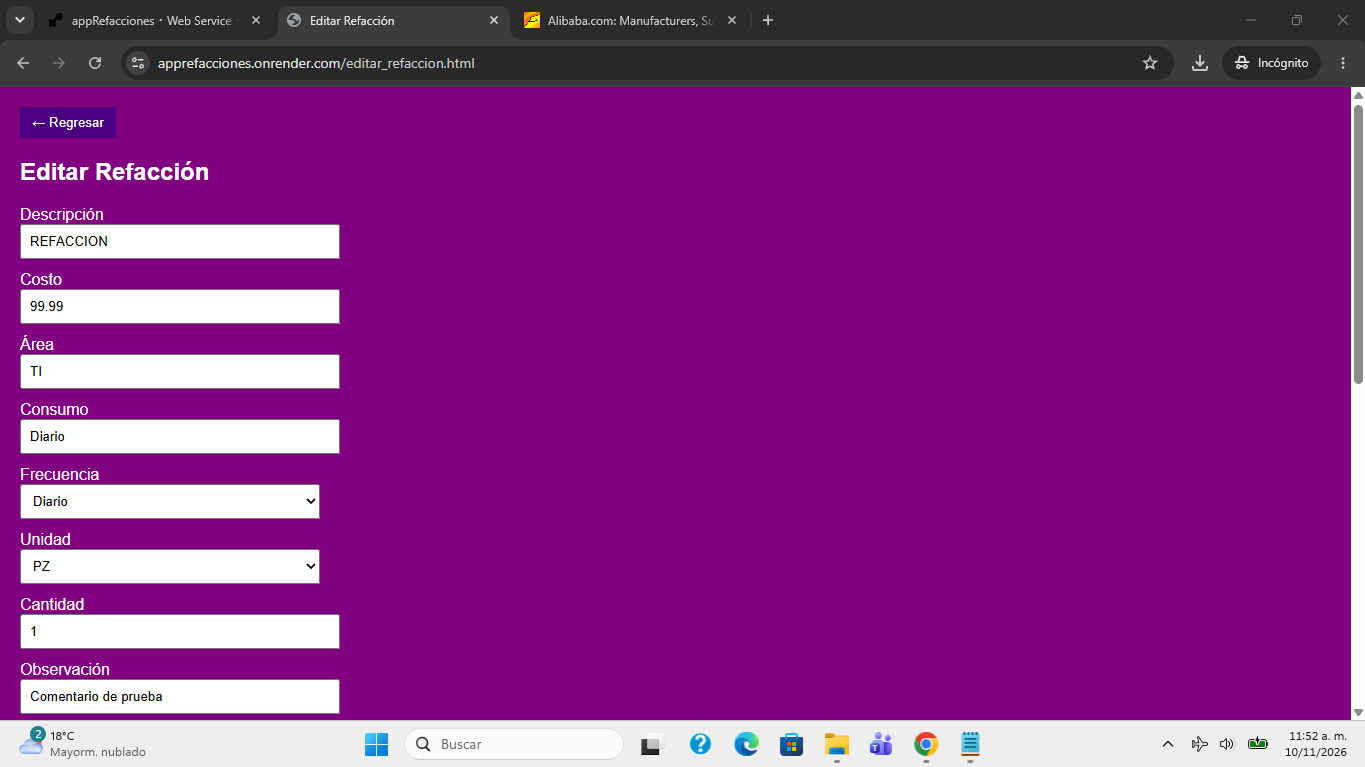 appRefacciones · Web Service
Editar Refacción
Alibaba.com: Manufacturers, Su
apprefacciones.onrender.com/editar_refaccion.html
Incógnito
← Regresar
Editar Refacción
Descripción
REFACCION
Costo
99.99
Área
TI
Consumo
Diario
Frecuencia
Diario
Unidad
PZ
Cantidad
1
Observación
Comentario de prueba
2
18°C
Mayorm. nublado
Buscar
11:52 a. m.
10/11/2026